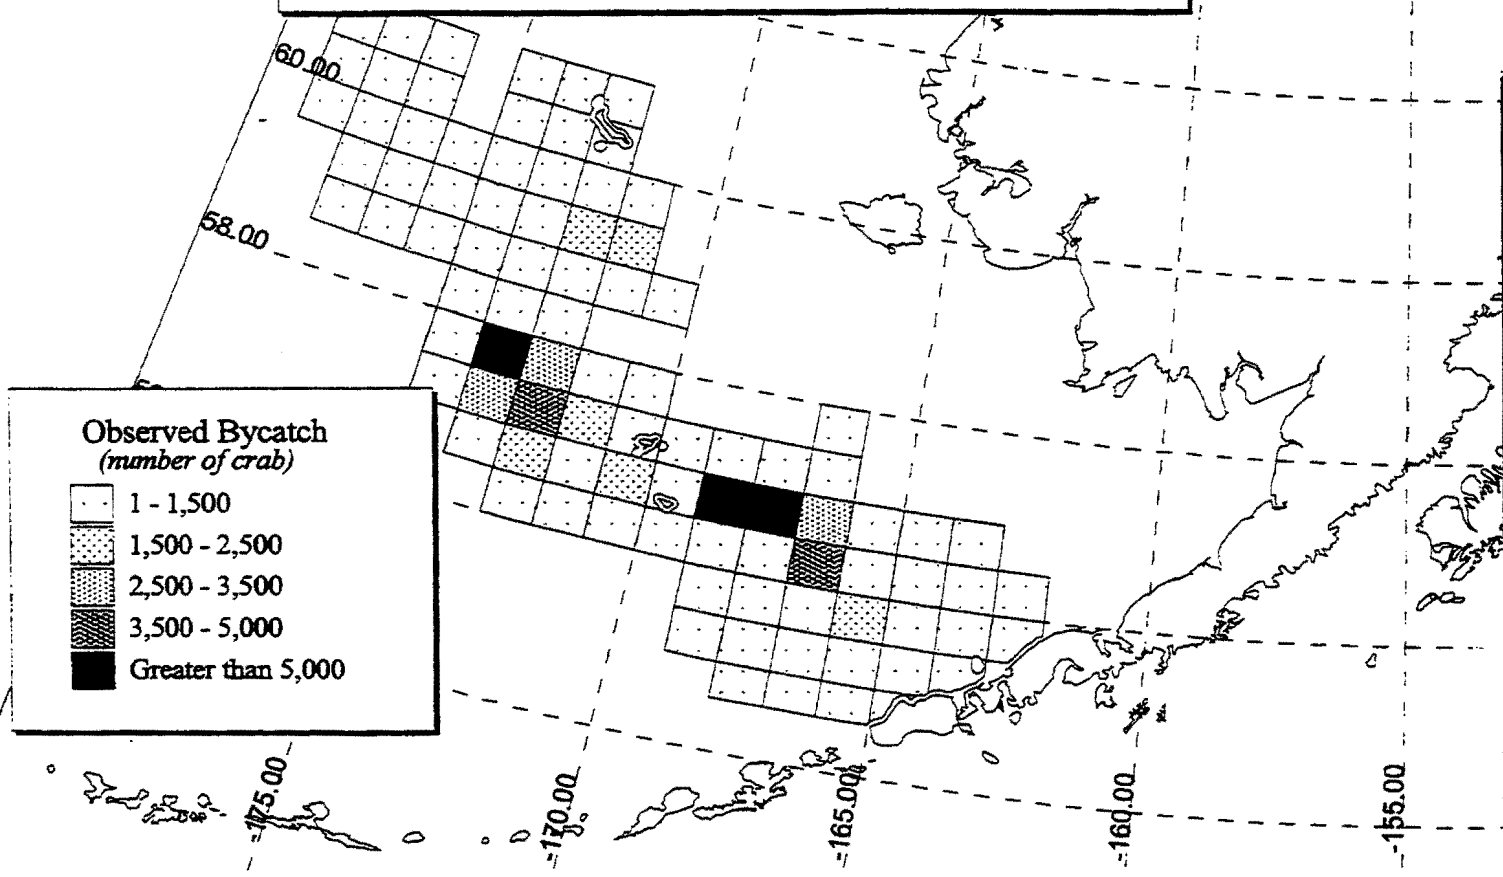 60.00
58.00
Observed Bycatch
(number of crab)
1 - 1,500
1,500 - 2,500
2,500 - 3,500
3,500 - 5,000
Greater than 5,000
-175.00
-170.00
-165.00
-160.00
-155.00